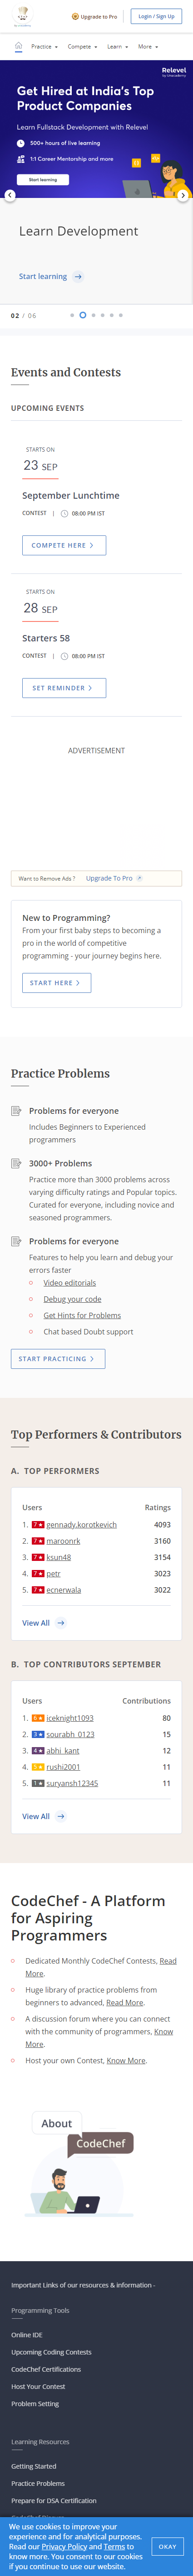 Upgrade to Pro
Login / Sign Up
Practice
Compete
Learn
More
Relevel
by Unacademy
Get Hired at India's Top
Product Companies
Learn Fullstack Development with Relevel
500+ hours of live learning
1:1 Career Mentorship and more
Start learning
Learn Development
Start learning
02 / 06
Events and Contests
UPCOMING EVENTS
STARTS ON
23 SEP
September Lunchtime
CONTEST | 08:00 PM IST
COMPETE HERE
STARTS ON
28 SEP
Starters 58
CONTEST | 08:00 PM IST
SET REMINDER
ADVERTISEMENT
Want to Remove Ads ? Upgrade To Pro
New to Programming?
From your first baby steps on becoming a
pro in the world of competitive
programming - your journey begins here.
START HERE
Practice Problems
Problems for everyone
Includes Beginners to Experienced
programmers
3000+ Problems
Practice more than 3000 problems across
varying difficulty ratings and Popular topics.
Curated for everyone, including novice and
seasoned programmers.
Problems for everyone
Features to help you learn and debug your
errors faster
Video editorials
Debug your code
Get Hints for Problems
Chat based Doubt support
START PRACTICING
Top Performers & Contributors
A. TOP PERFORMERS
Users Ratings
1. 7★ gennady.korotkevich 4093
2. 7★ maroonrk 3160
3. 7★ ksun48 3154
4. 7★ petr 3023
5. 7★ ecnerwala 3022
View All
B. TOP CONTRIBUTORS SEPTEMBER
Users Contributions
1. 6★ iceknight1093 80
2. 3★ sourabh_0123 15
3. 4★ abhi_kant 12
4. 5★ rushi2001 11
5. 1★ suryansh12345 11
View All
CodeChef - A Platform
for Aspiring
Programmers
Dedicated Monthly CodeChef Contests, Read
More.
Huge library of practice problems from
beginners to advanced, Read More.
A discussion forum where you can connect
with the community of programmers, Know
More.
Host your own Contest, Know More.
About
CodeChef
Important Links of our resources & information -
Programming Tools
Online IDE
Upcoming Coding Contests
CodeChef Certifications
Host Your Contest
Problem Setting
Learning Resources
Getting Started
Practice Problems
Prepare for DSA Certification
We use cookies to improve your
experience and for analytical purposes.
Read our Privacy Policy and Terms to
know more. You consent to our cookies
if you continue to use our website.
OKAY